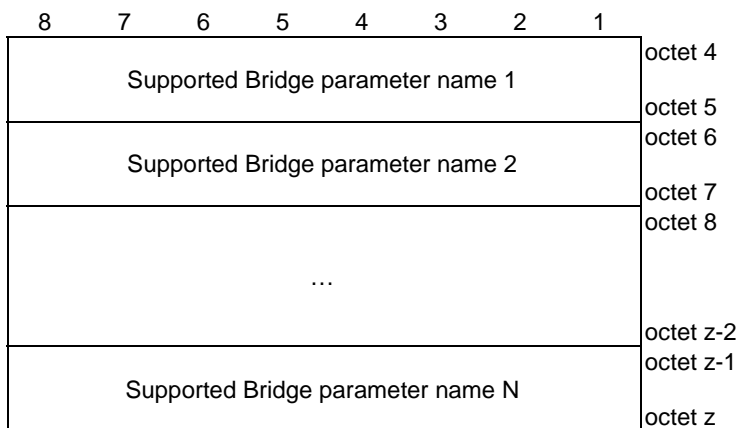 8 7 6 5 4 3 2 1
octet 4
Supported Bridge parameter name 1
octet 5
octet 6
Supported Bridge parameter name 2
octet 7
octet 8
…
octet z-2
octet z-1
Supported Bridge parameter name N
octet z